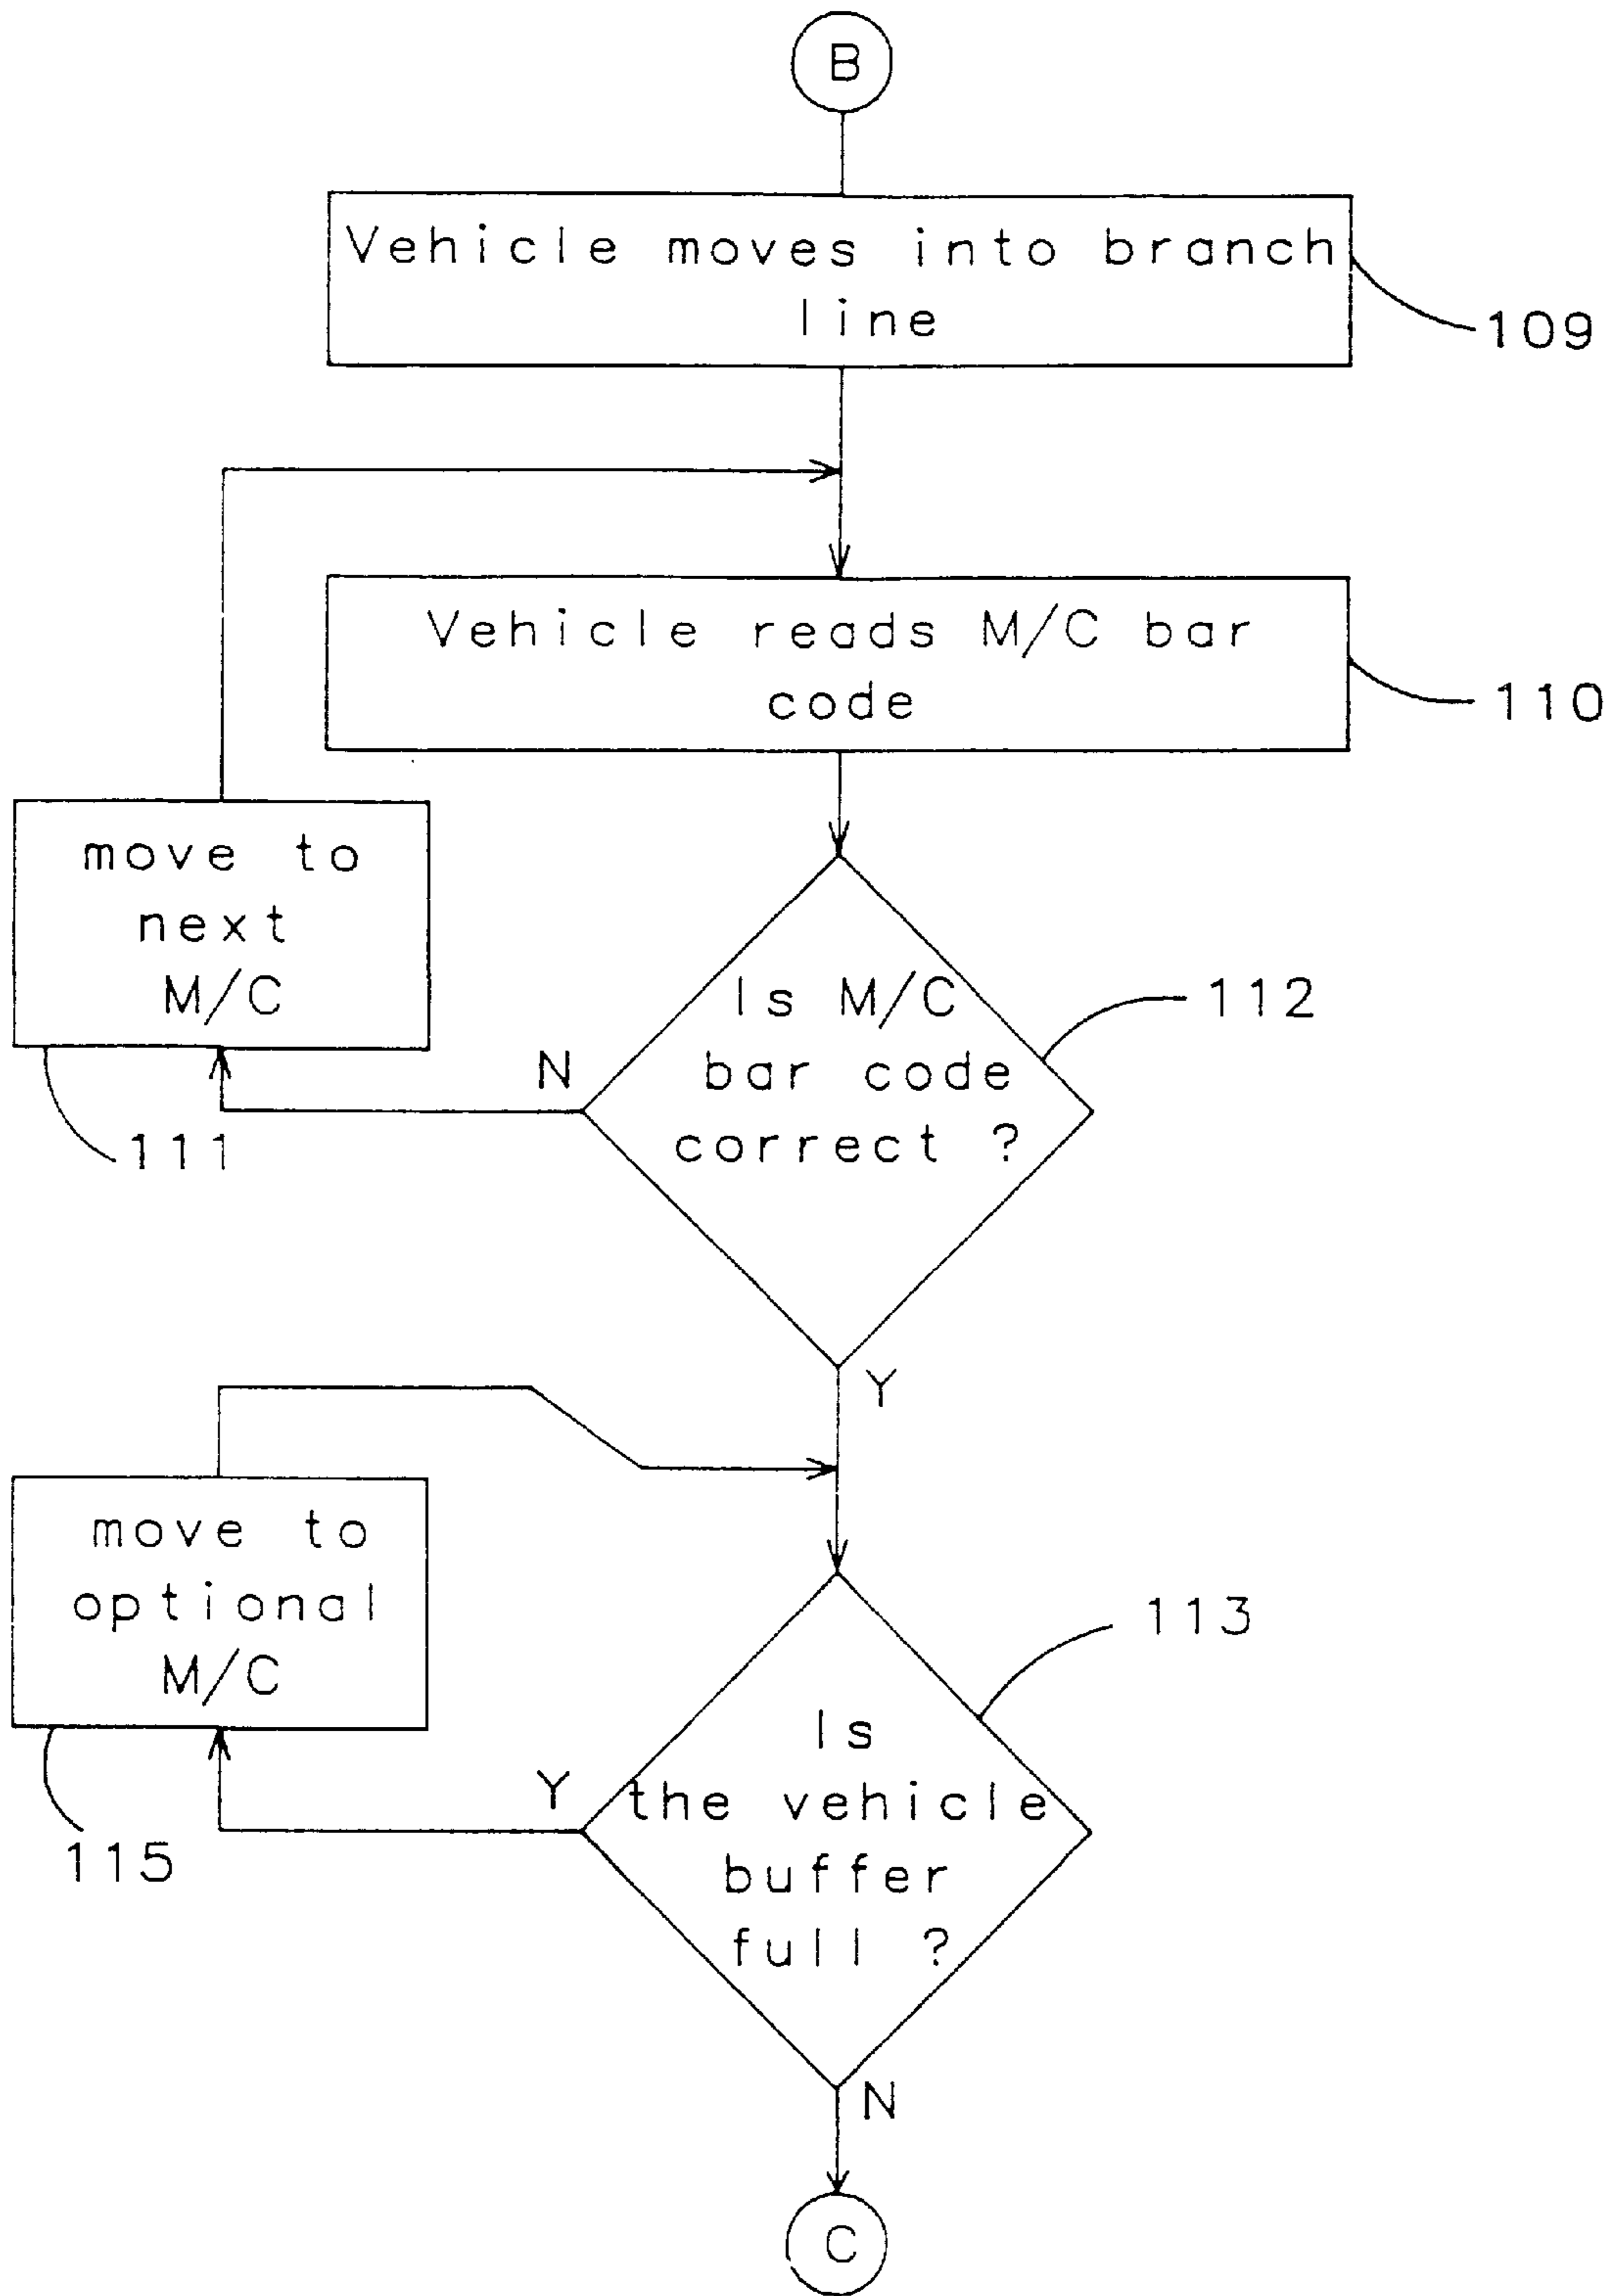 B
Vehicle moves into branch
line
109
Vehicle reads M/C bar
code
110
move to
next
M/C
111
Is M/C
bar code
correct ?
112
N
Y
move to
optional
M/C
115
Is
the vehicle
buffer
full ?
113
Y
N
C